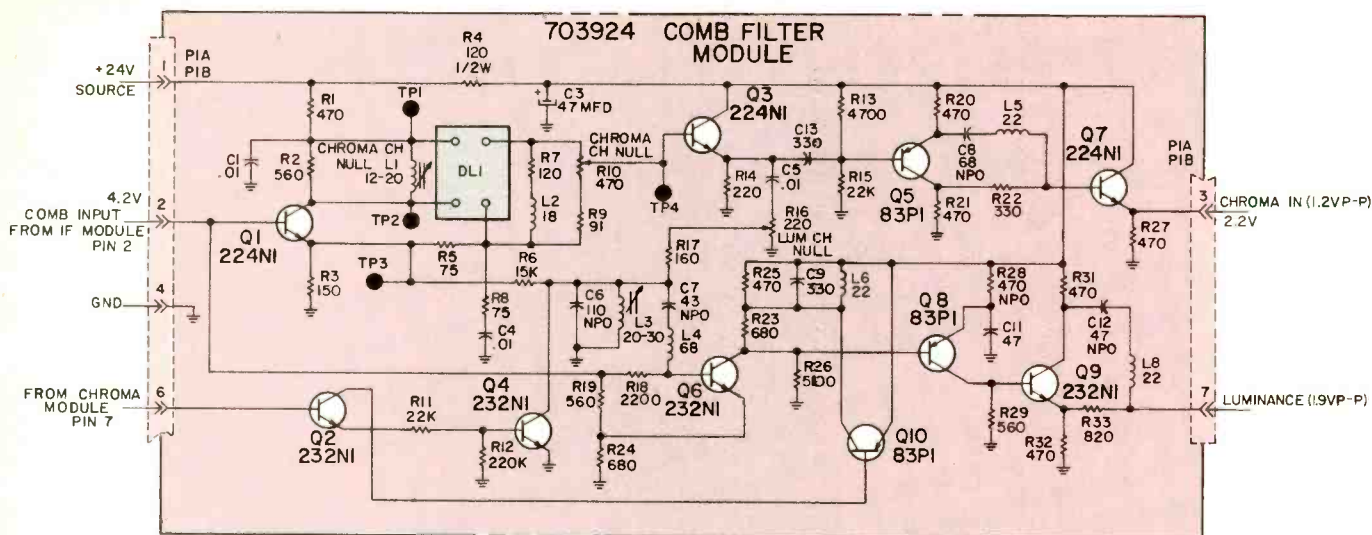 703924 COMB FILTER
MODULE
PIA
PIB
1
+24V
SOURCE
R4
120
1/2W
TP1
C3
47 MFD
+
Q3
224N1
R13
4700
R20
470
L5
22
C8
68
NPO
Q7
224N1
PIA
PIB
R1
470
C1
.01
R2
560
CHROMA CH
NULL L1
12-20
DL1
R7
120
CHROMA
CH NULL
R10
470
C13
330
C5
.01
R14
220
R15
22K
Q5
83P1
R21
470
R22
330
3
CHROMA IN (1.2VP-P)
2.2V
R27
470
4.2V
2
COMB INPUT
FROM IF MODULE
PIN 2
Q1
224N1
TP2
L2
18
R9
91
TP4
R16
220
LUM CH
NULL
R17
160
R3
150
TP3
R5
75
R6
15K
R8
75
C4
.01
C6
110
NPO
L3
20-30
C7
43
NPO
L4
68
R25
470
C9
330
L6
22
R23
680
R28
470
NPO
R31
470
Q8
83P1
C11
47
C12
47
NPO
L8
22
GND
4
FROM CHROMA
MODULE
PIN 7
6
Q2
232N1
R11
22K
Q4
232N1
R12
220K
R19
560
R18
2200
Q6
232N1
R24
680
R26
5100
Q10
83P1
Q9
232N1
R29
560
R32
470
R33
820
7
LUMINANCE (1.9VP-P)